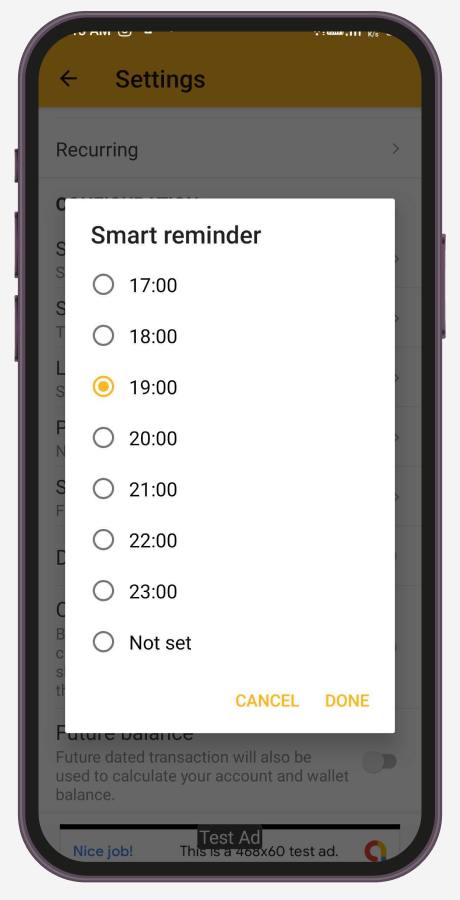 Settings
Recurring
Smart reminder
17:00
18:00
19:00
20:00
21:00
22:00
23:00
Not set
CANCEL
DONE
Future balance
Future dated transaction will also be
used to calculate your account and wallet
balance.
Test Ad
Nice job!
This is a 468x60 test ad.